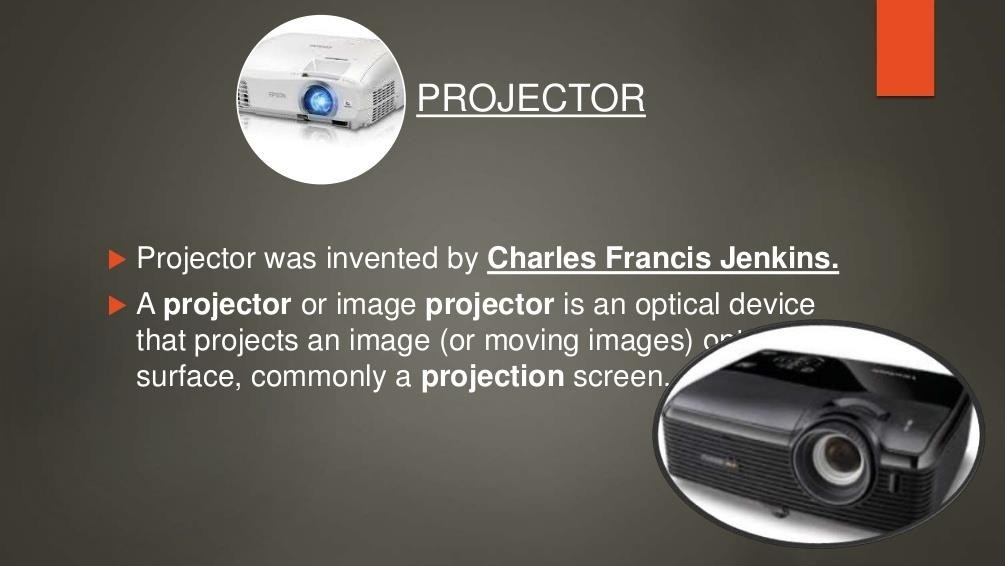 EPSON
PROJECTOR
Projector was invented by Charles Francis Jenkins.
A projector or image projector is an optical device
that projects an image (or moving images)
surface, commonly a projection screen.